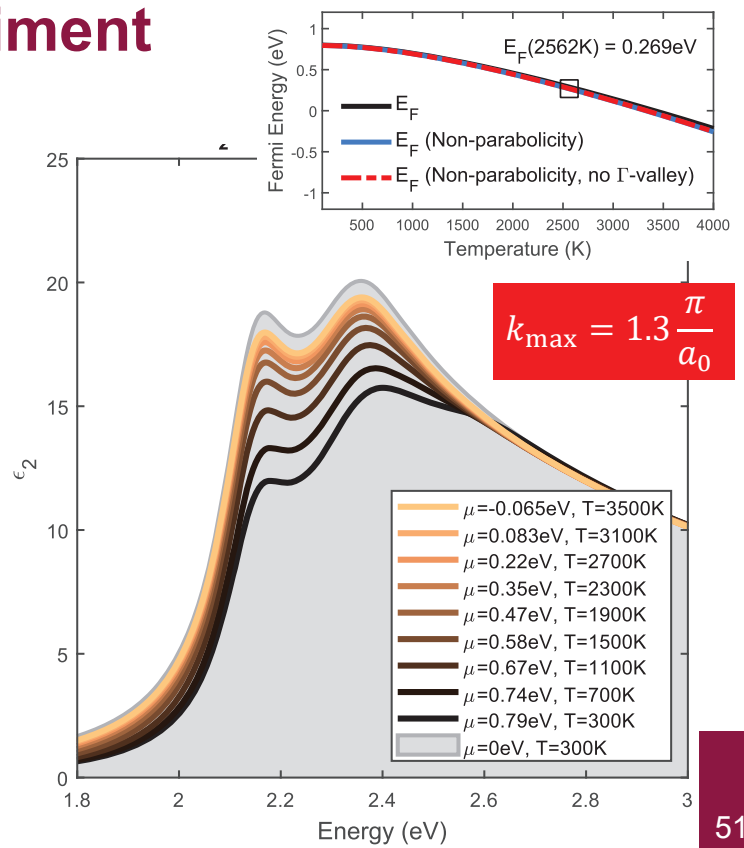 iment
E_F(2562K) = 0.269eV
E_F
E_F (Non-parabolicity)
E_F (Non-parabolicity, no Γ-valley)
Fermi Energy (eV)
1
0.5
0
-0.5
-1
500 1000 1500 2000 2500 3000 3500 4000
Temperature (K)
k_max = 1.3 π/a_0
ϵ_2
25
20
15
10
5
0
μ=-0.065eV, T=3500K
μ=0.083eV, T=3100K
μ=0.22eV, T=2700K
μ=0.35eV, T=2300K
μ=0.47eV, T=1900K
μ=0.58eV, T=1500K
μ=0.67eV, T=1100K
μ=0.74eV, T=700K
μ=0.79eV, T=300K
μ=0eV, T=300K
1.8 2 2.2 2.4 2.6 2.8 3
Energy (eV)
51